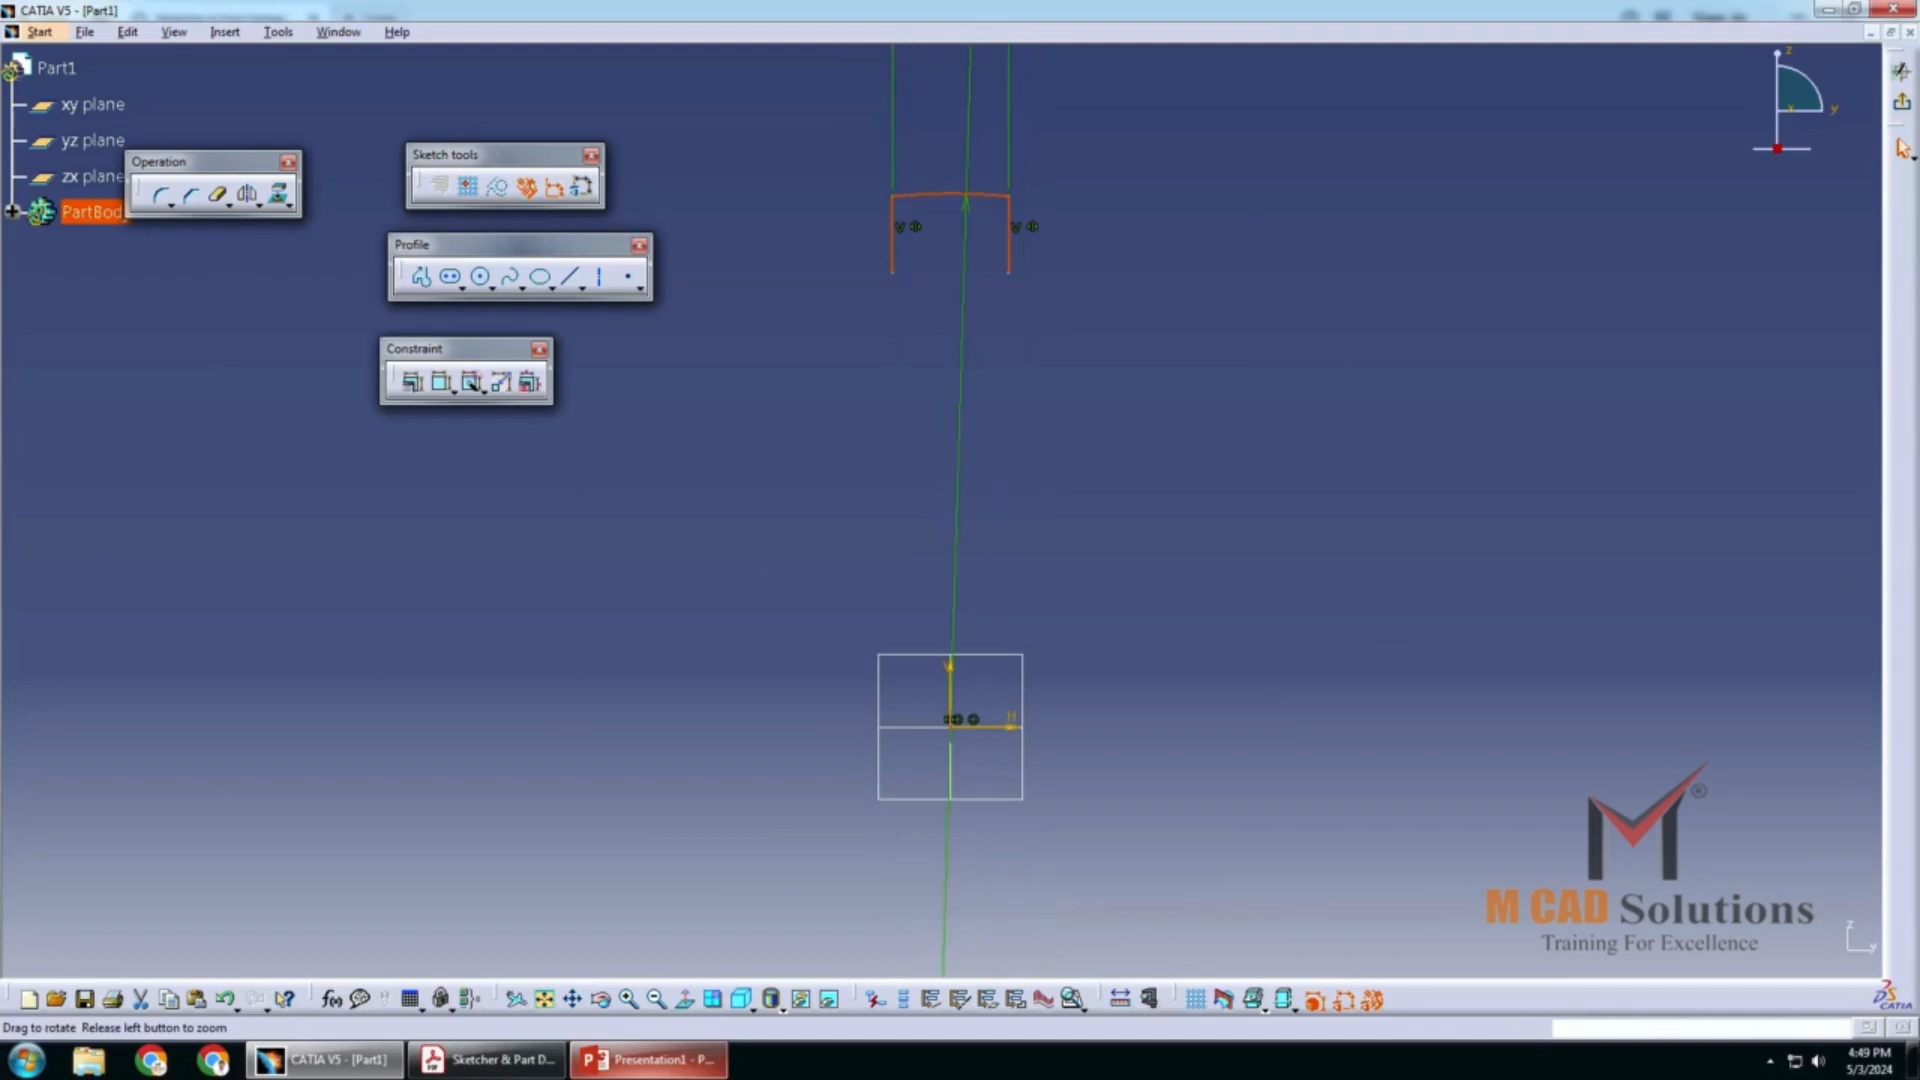 CATIA V5 - [Part1]
Start File Edit View Insert Tools Window Help
Part1
xy plane
yz plane
zx plane
PartBod
Operation
Sketch tools
Profile
Constraint
z
x
y
V
V
V
H
®
M CAD Solutions
Training For Excellence
z
y
f(x)
CATIA
Drag to rotate Release left button to zoom
CATIA V5 - [Part1]
Sketcher & Part D...
Presentation1 - P...
4:49 PM
5/3/2024